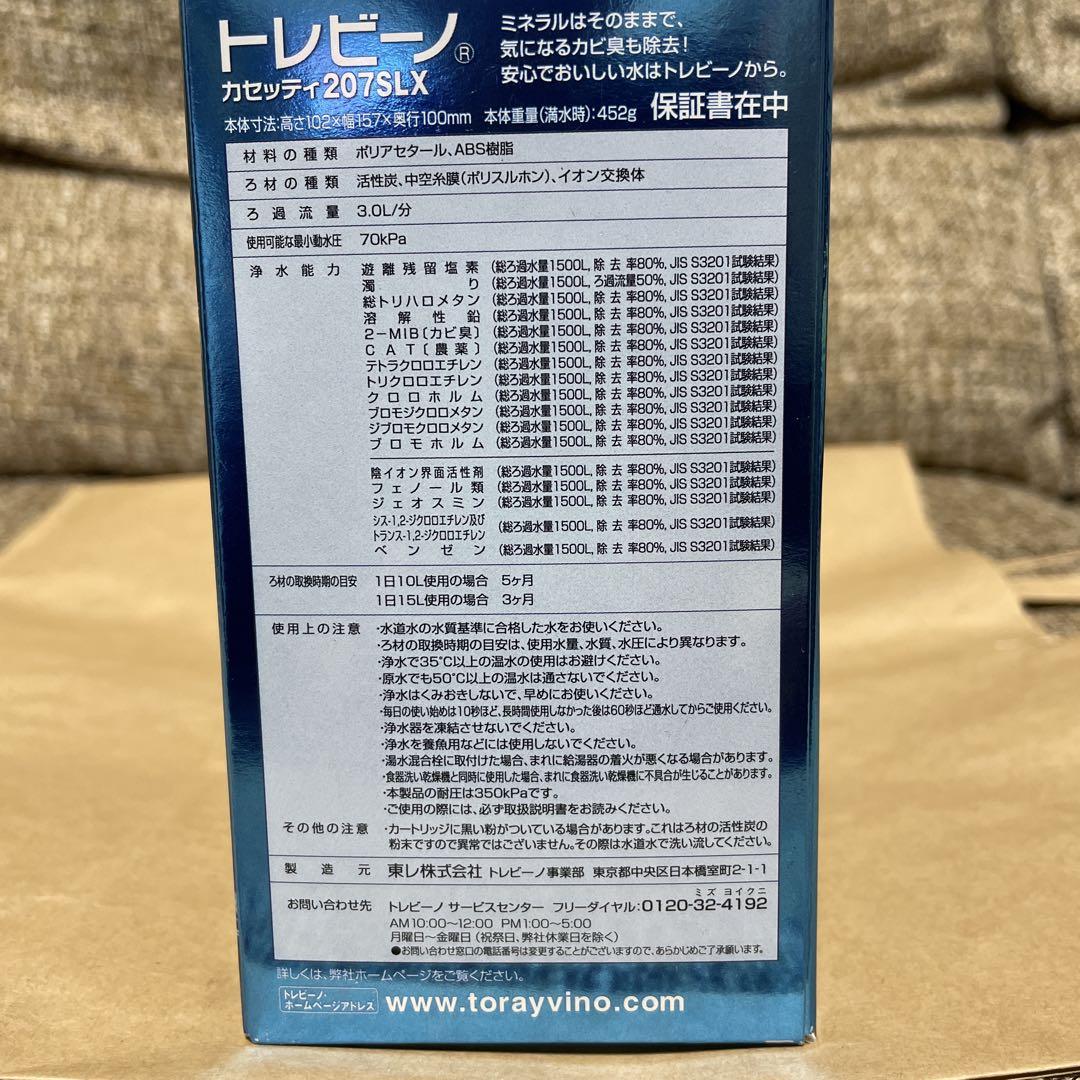 トレビーノ®
カセッティ207SLX
ミネラルはそのままで、
気になるカビ臭も除去!
安心でおいしい水はトレビーノから。
本体寸法:高さ102×幅157×奥行100mm 本体重量(満水時):452g 保証書在中
材料の種類 ポリアセタール、ABS樹脂
ろ材の種類 活性炭、中空糸膜(ポリスルホン)、イオン交換体
ろ過流量 3.0L/分
使用可能な最小動水圧 70kPa
浄水能力 遊離残留塩素 (総ろ過水量1500L, 除去率80%, JIS S3201試験結果)
濁り (総ろ過水量1500L, ろ過流量50%, JIS S3201試験結果)
総トリハロメタン (総ろ過水量1500L, 除去率80%, JIS S3201試験結果)
溶解性鉛 (総ろ過水量1500L, 除去率80%, JIS S3201試験結果)
2-MIB〔カビ臭〕 (総ろ過水量1500L, 除去率80%, JIS S3201試験結果)
CAT〔農薬〕 (総ろ過水量1500L, 除去率80%, JIS S3201試験結果)
テトラクロロエチレン (総ろ過水量1500L, 除去率80%, JIS S3201試験結果)
トリクロロエチレン (総ろ過水量1500L, 除去率80%, JIS S3201試験結果)
クロロホルム (総ろ過水量1500L, 除去率80%, JIS S3201試験結果)
ブロモジクロロメタン (総ろ過水量1500L, 除去率80%, JIS S3201試験結果)
ジブロモクロロメタン (総ろ過水量1500L, 除去率80%, JIS S3201試験結果)
ブロモホルム (総ろ過水量1500L, 除去率80%, JIS S3201試験結果)
陰イオン界面活性剤 (総ろ過水量1500L, 除去率80%, JIS S3201試験結果)
フェノール類 (総ろ過水量1500L, 除去率80%, JIS S3201試験結果)
ジェオスミン (総ろ過水量1500L, 除去率80%, JIS S3201試験結果)
シス-1,2-ジクロロエチレン及び
トランス-1,2-ジクロロエチレン (総ろ過水量1500L, 除去率80%, JIS S3201試験結果)
ベンゼン (総ろ過水量1500L, 除去率80%, JIS S3201試験結果)
ろ材の取換時期の目安 1日10L使用の場合 5ヶ月
1日15L使用の場合 3ヶ月
使用上の注意 ・水道水の水質基準に合格した水をお使いください。
・ろ材の取換時期の目安は、使用水量、水質、水圧により異なります。
・浄水で35℃以上の温水の使用はお避けください。
・原水でも50℃以上の温水は通さないでください。
・浄水はくみおきしないで、早めにお使いください。
・毎日の使い始めは10秒ほど、長時間使用しなかった後は60秒ほど通水してからご使用ください。
・浄水器を凍結させないでください。
・浄水を養魚用などには使用しないでください。
・湯水混合栓に取付けた場合、まれに給湯器の着火が悪くなる場合があります。
・食器洗い乾燥機と同時に使用した場合、まれに食器洗い乾燥機に不具合が生じることがあります。
・本製品の耐圧は350kPaです。
・ご使用の際には、必ず取扱説明書をお読みください。
その他の注意 ・カートリッジに黒い粉がついている場合があります。これはろ材の活性炭の
粉末ですので異常ではございません。その際は水道水で洗い流してください。
製造元 東レ株式会社 トレビーノ事業部 東京都中央区日本橋室町2-1-1
ミズ ヨイクニ
お問い合わせ先 トレビーノ サービスセンター フリーダイヤル:0120-32-4192
AM10:00〜12:00 PM1:00〜5:00
月曜日〜金曜日(祝祭日、弊社休業日を除く)
●お問い合わせ窓口の電話番号は変更することがございますので、あらかじめご了承願います。
詳しくは、弊社ホームページをご覧ください。
トレビーノ・
ホームページアドレス www.torayvino.com